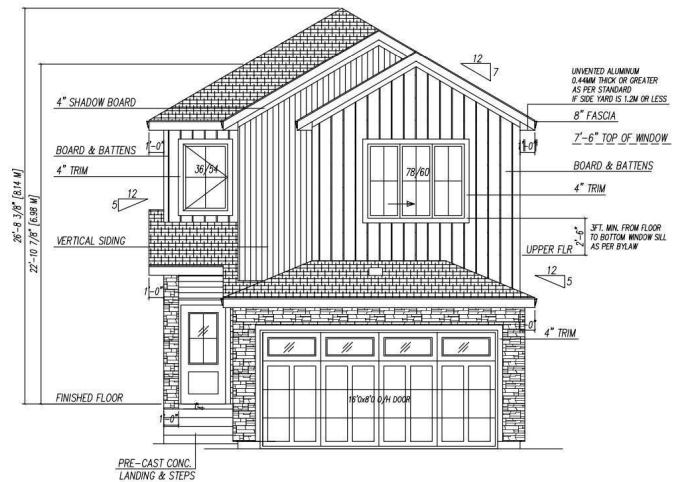 12
7
UNVENTED ALUMINUM
0.44MM THICK OR GREATER
AS PER STANDARD
IF SIDE YARD IS 1.2M OR LESS
4" SHADOW BOARD
8" FASCIA
1'-0"
1'-0"
7'-6" TOP OF WINDOW
BOARD & BATTENS
36/54
78/60
BOARD & BATTENS
4" TRIM
4" TRIM
12
5
26'-8 3/8" [8.14 M]
22'-10 7/8" [6.98 M]
VERTICAL SIDING
2'-6"
3FT. MIN. FROM FLOOR
TO BOTTOM WINDOW SILL
AS PER BYLAW
UPPER FLR
12
5
1'-0"
1'-0"
4" TRIM
FINISHED FLOOR
16'0x8'0 O/H DOOR
1'-0"
PRE-CAST CONC.
LANDING & STEPS